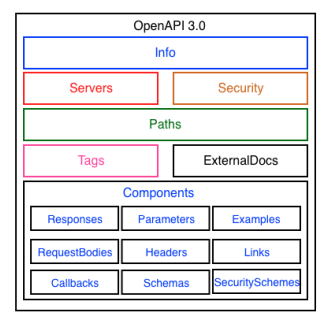 OpenAPI 3.0
Info
Servers
Security
Paths
Tags
ExternalDocs
Components
Responses
Parameters
Examples
RequestBodies
Headers
Links
Callbacks
Schemas
SecuritySchemes